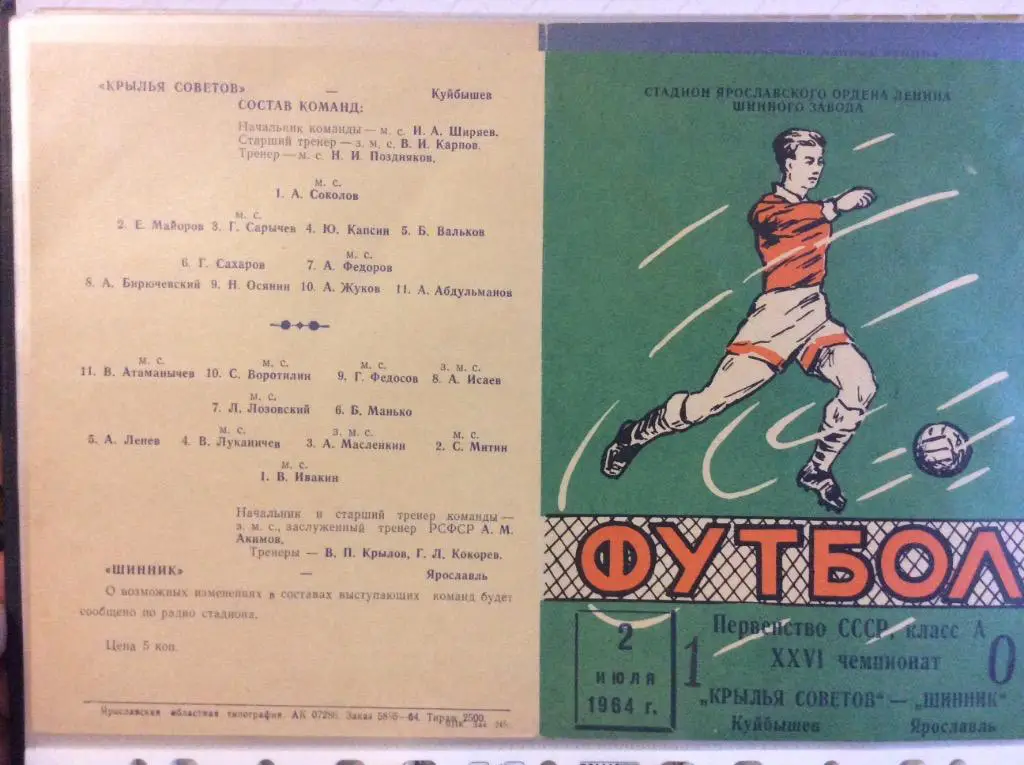 «КРЫЛЬЯ СОВЕТОВ» — Куйбышев
СОСТАВ КОМАНД:
Начальник команды — м. с. И. А. Ширяев.
Старший тренер — з. м. с. В. И. Карпов.
Тренер — м. с. Н. И. Поздняков.
м. с.
1. А. Соколов
м. с.
2. Е. Майоров 3. Г. Сарычев 4. Ю. Капсин 5. Б. Вальков
м. с.
6. Г. Сахаров 7. А. Федоров
8. А. Бирючевский 9. Н. Осянин 10. А. Жуков 11. А. Абдульманов
м. с. м. с. м. с. з. м. с.
11. В. Атаманычев 10. С. Воротилин 9. Г. Федосов 8. А. Исаев
7. Л. Лозовский 6. Б. Манько
з. м. с. м. с.
5. А. Ленев 4. В. Луканичев 3. А. Масленкин 2. С. Митин
м. с.
1. В. Ивакин
Начальник и старший тренер команды —
з. м. с., заслуженный тренер РСФСР А. М.
Акимов.
Тренеры — В. П. Крылов, Г. Л. Кокорев.
«ШИННИК» — Ярославль
О возможных изменениях в составах выступающих команд будет
сообщено по радио стадиона.
Цена 5 коп.
Ярославская областная типография. АК 07286. Заказ 5895—64. Тираж 2500.
СТАДИОН ЯРОСЛАВСКОГО ОРДЕНА ЛЕНИНА
ШИННОГО ЗАВОДА
ФУТБОЛ
2
ИЮЛЯ
1964 г.
1 0
Первенство СССР, класс А
XXVI чемпионат
„КРЫЛЬЯ СОВЕТОВ" — „ШИННИК"
Куйбышев Ярославль